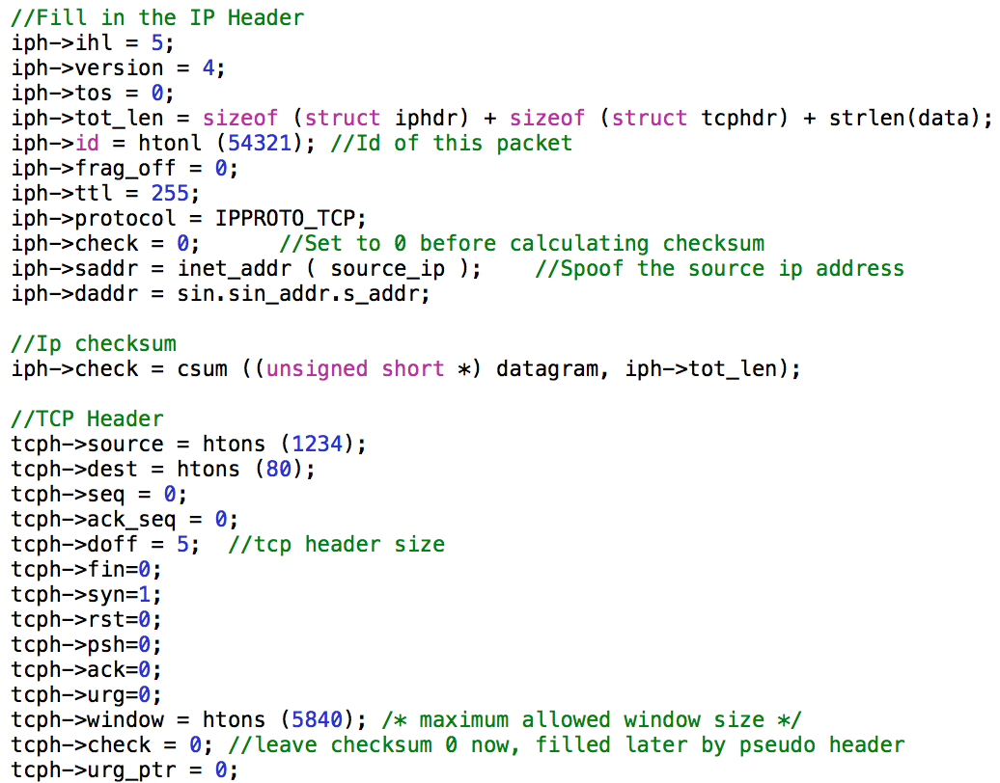 //Fill in the IP Header
iph->ihl = 5;
iph->version = 4;
iph->tos = 0;
iph->tot_len = sizeof (struct iphdr) + sizeof (struct tcphdr) + strlen(data);
iph->id = htonl (54321); //Id of this packet
iph->frag_off = 0;
iph->ttl = 255;
iph->protocol = IPPROTO_TCP;
iph->check = 0;      //Set to 0 before calculating checksum
iph->saddr = inet_addr ( source_ip );    //Spoof the source ip address
iph->daddr = sin.sin_addr.s_addr;

//Ip checksum
iph->check = csum ((unsigned short *) datagram, iph->tot_len);

//TCP Header
tcph->source = htons (1234);
tcph->dest = htons (80);
tcph->seq = 0;
tcph->ack_seq = 0;
tcph->doff = 5;  //tcp header size
tcph->fin=0;
tcph->syn=1;
tcph->rst=0;
tcph->psh=0;
tcph->ack=0;
tcph->urg=0;
tcph->window = htons (5840); /* maximum allowed window size */
tcph->check = 0; //leave checksum 0 now, filled later by pseudo header
tcph->urg_ptr = 0;